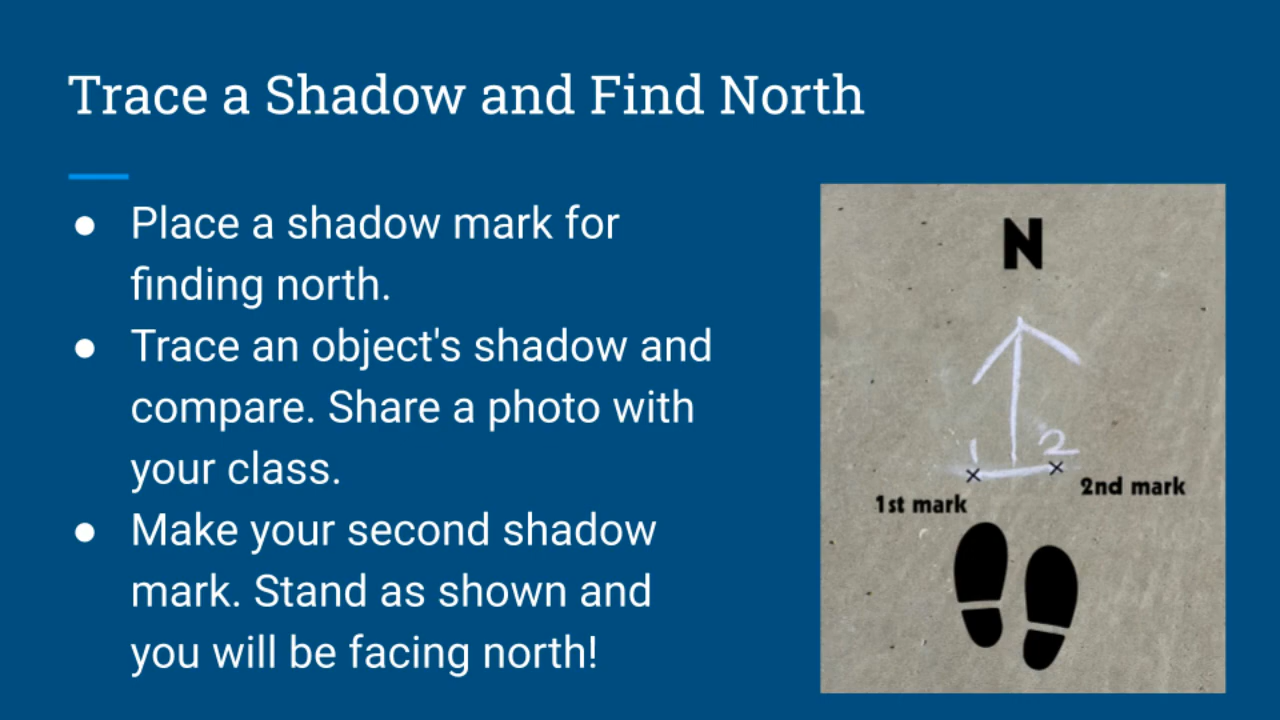 Trace a Shadow and Find North
● Place a shadow mark for
finding north.
● Trace an object's shadow and
compare. Share a photo with
your class.
● Make your second shadow
mark. Stand as shown and
you will be facing north!
N
1 2
1st mark
2nd mark